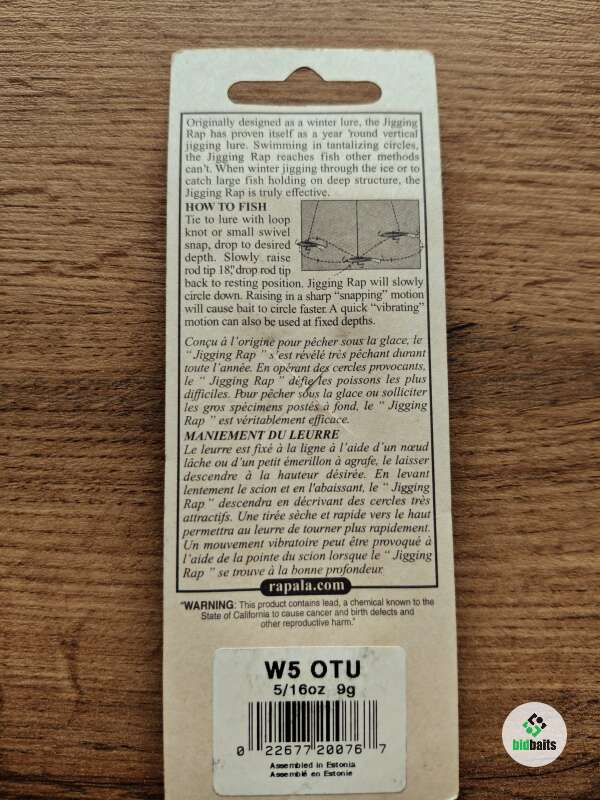 Originally designed as a winter lure, the Jigging
Rap has proven itself as a year 'round vertical
jigging lure. Swimming in tantalizing circles,
the Jigging Rap reaches fish other methods
can't. When winter jigging through the ice or to
catch large fish holding on deep structure, the
Jigging Rap is truly effective.
HOW TO FISH
Tie to lure with loop
knot or small swivel
snap, drop to desired
depth. Slowly raise
rod tip 18", drop rod tip
back to resting position. Jigging Rap will slowly
circle down. Raising in a sharp “snapping” motion
will cause bait to circle faster. A quick “vibrating”
motion can also be used at fixed depths.
Conçu à l'origine pour pêcher sous la glace, le
“ Jigging Rap ” s'est révélé très pêchant durant
toute l'année. En opérant des cercles provocants,
le “ Jigging Rap ” défie les poissons les plus
difficiles. Pour pêcher sous la glace ou solliciter
les gros spécimens postés à fond, le “ Jigging
Rap ” est véritablement efficace.
MANIEMENT DU LEURRE
Le leurre est fixé à la ligne à l'aide d'un nœud
lâche ou d'un petit émerillon à agrafe, le laisser
descendre à la hauteur désirée. En levant
lentement le scion et en l'abaissant, le “ Jigging
Rap ” descendra en décrivant des cercles très
attractifs. Une tirée sèche et rapide vers le haut
permettra au leurre de tourner plus rapidement.
Un mouvement vibratoire peut être provoqué à
l'aide de la pointe du scion lorsque le “ Jigging
Rap ” se trouve à la bonne profondeur.
rapala.com
“WARNING: This product contains lead, a chemical known to the
State of California to cause cancer and birth defects and
other reproductive harm.”
W5 OTU
5/16oz 9g
0 22677 20076 7
Assembled in Estonia
Assemblé en Estonie
bidbaits